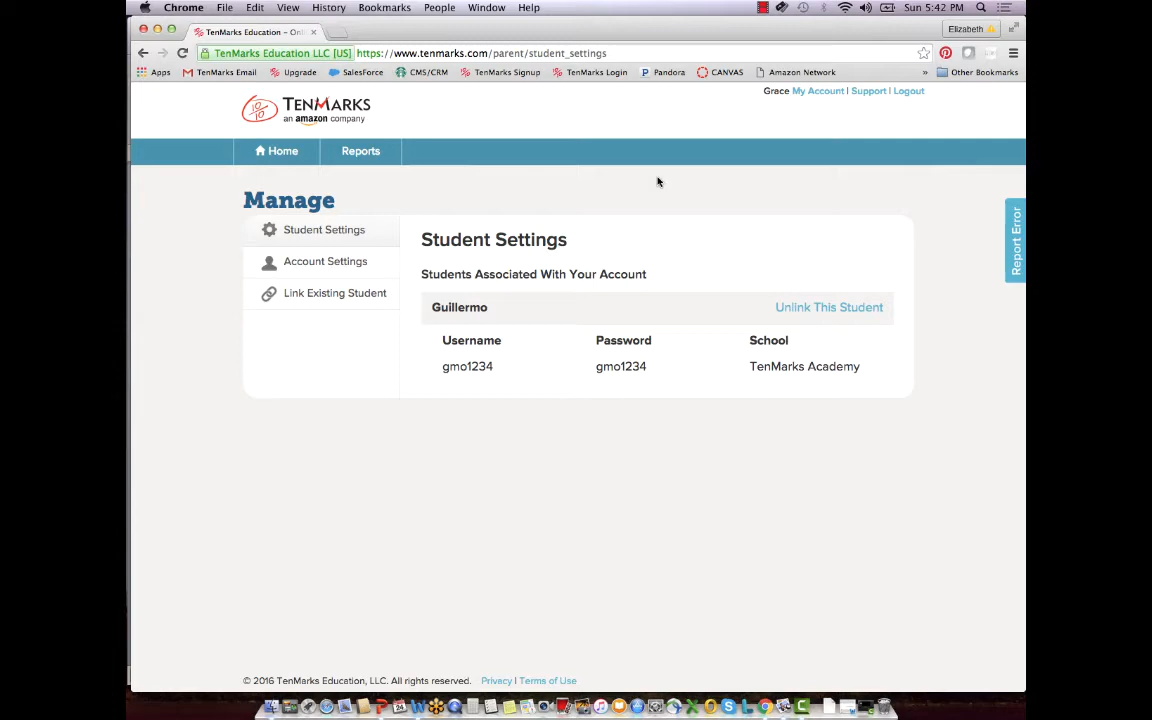 Chrome File Edit View History Bookmarks People Window Help Sun 5:42 PM
TenMarks Education – Onl Elizabeth
TenMarks Education LLC [US] https://www.tenmarks.com/parent/student_settings
Apps TenMarks Email Upgrade SalesForce CMS/CRM TenMarks Signup TenMarks Login Pandora CANVAS Amazon Network » Other Bookmarks
Grace My Account | Support | Logout
10/10 TENMARKS
an amazon company
Home Reports
Manage
Student Settings
Account Settings
Link Existing Student
Student Settings
Students Associated With Your Account
Guillermo Unlink This Student
Username Password School
gmo1234 gmo1234 TenMarks Academy
Report Error
© 2016 TenMarks Education, LLC. All rights reserved. Privacy | Terms of Use